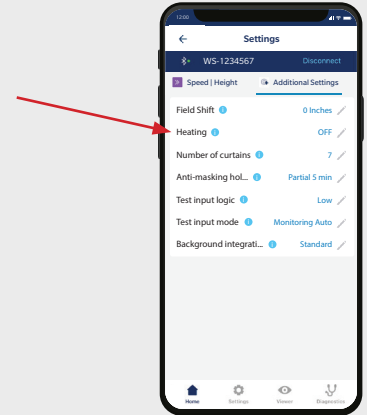 12:00
Settings
WS-1234567 Disconnect
Speed | Height Additional Settings
Field Shift 0 Inches
Heating OFF
Number of curtains 7
Anti-masking hol... Partial 5 min
Test input logic Low
Test input mode Monitoring Auto
Background integrati... Standard
Home Settings Viewer Diagnostics